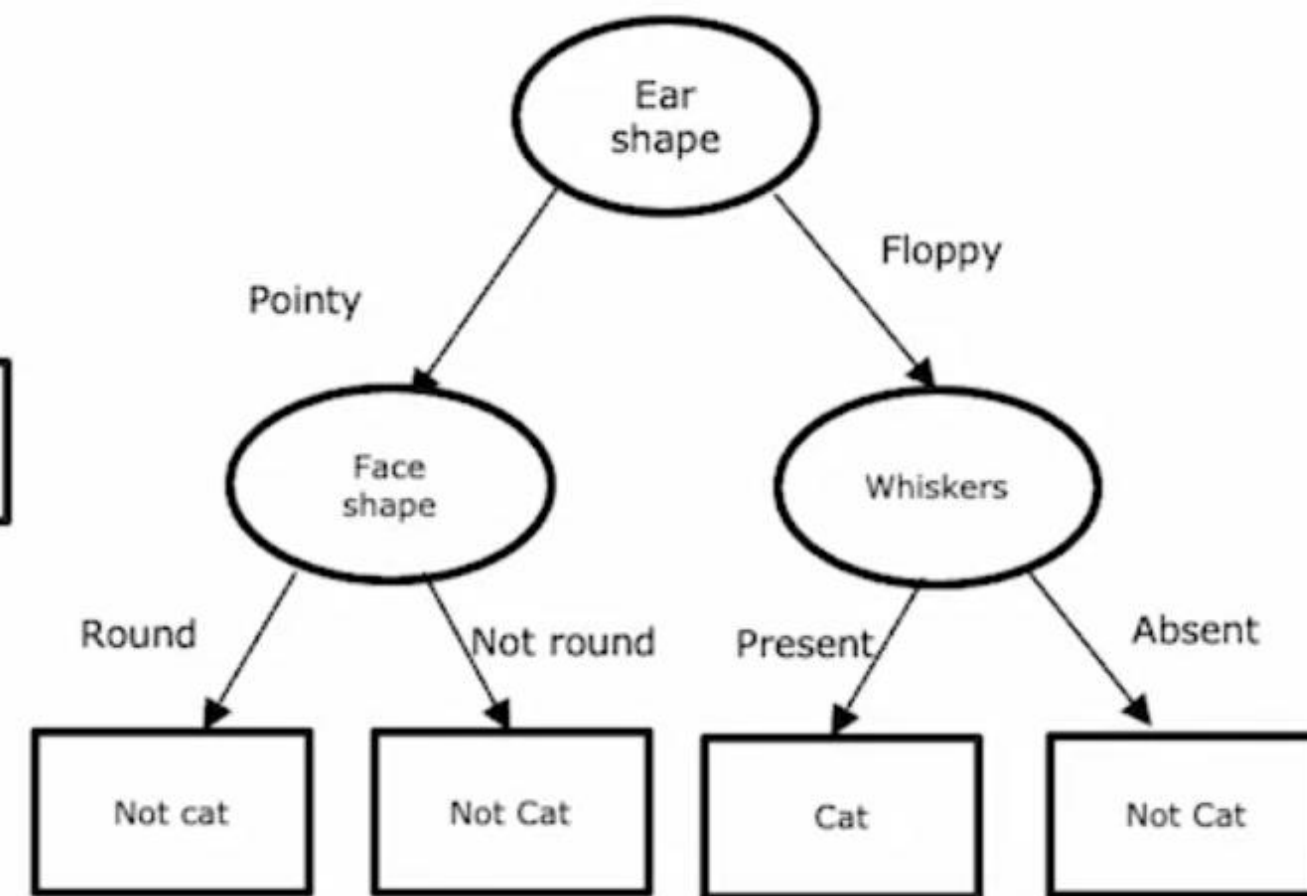 Ear
shape
Pointy
Floppy
Face
shape
Whiskers
Round
Not round
Present
Absent
Not cat
Not Cat
Cat
Not Cat